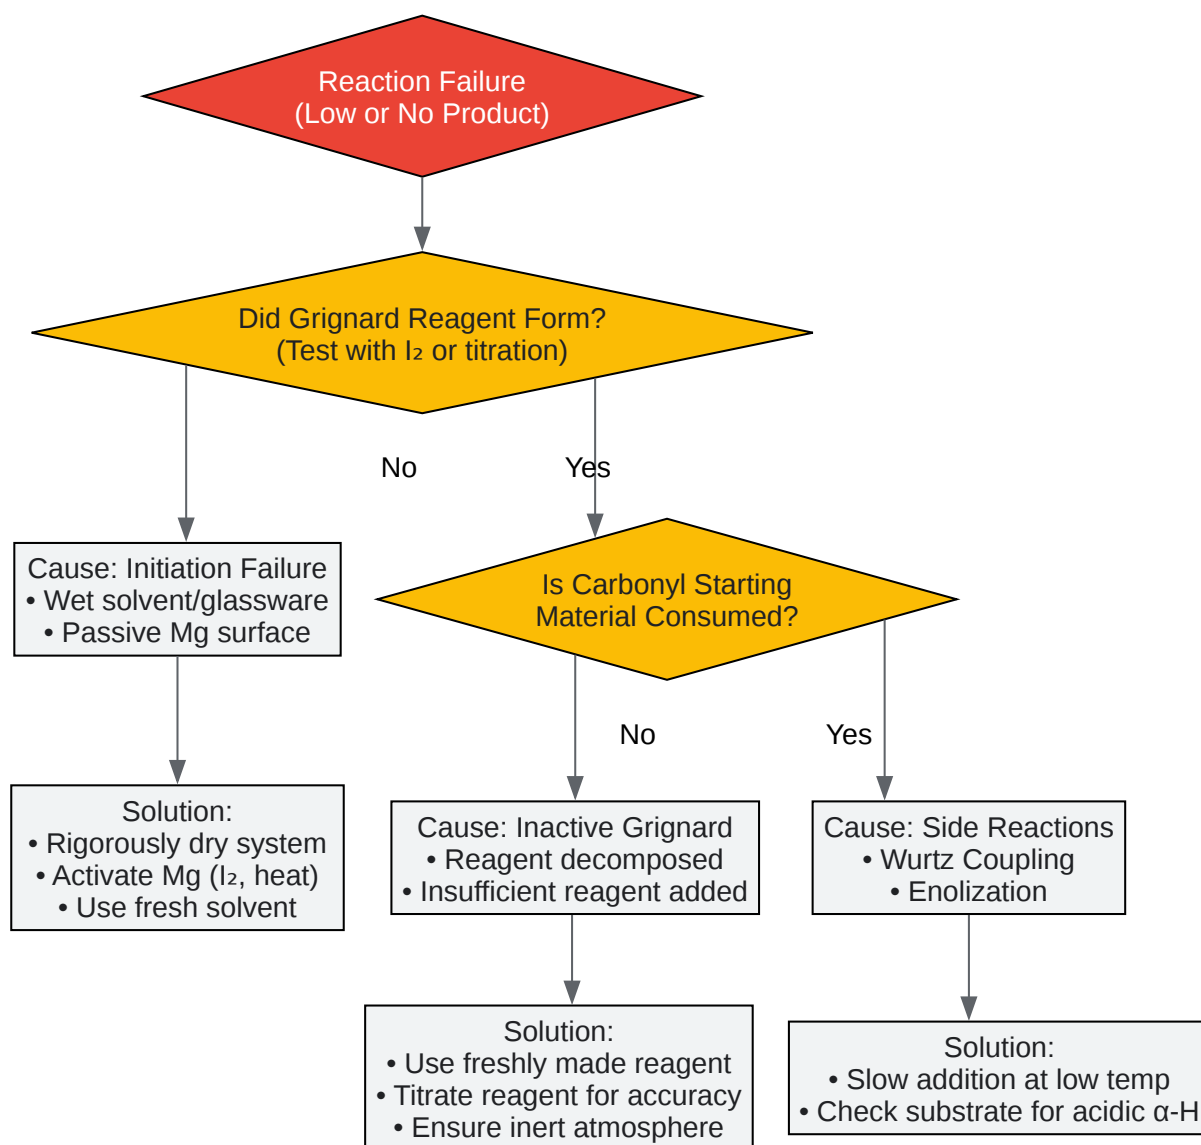 Reaction Failure
(Low or No Product)
Did Grignard Reagent Form?
(Test with I₂ or titration)
No
Yes
Cause: Initiation Failure
• Wet solvent/glassware
• Passive Mg surface
Is Carbonyl Starting
Material Consumed?
No
Yes
Solution:
• Rigorously dry system
• Activate Mg (I₂, heat)
• Use fresh solvent
Cause: Inactive Grignard
• Reagent decomposed
• Insufficient reagent added
Cause: Side Reactions
• Wurtz Coupling
• Enolization
Solution:
• Use freshly made reagent
• Titrate reagent for accuracy
• Ensure inert atmosphere
Solution:
• Slow addition at low temp
• Check substrate for acidic α-H